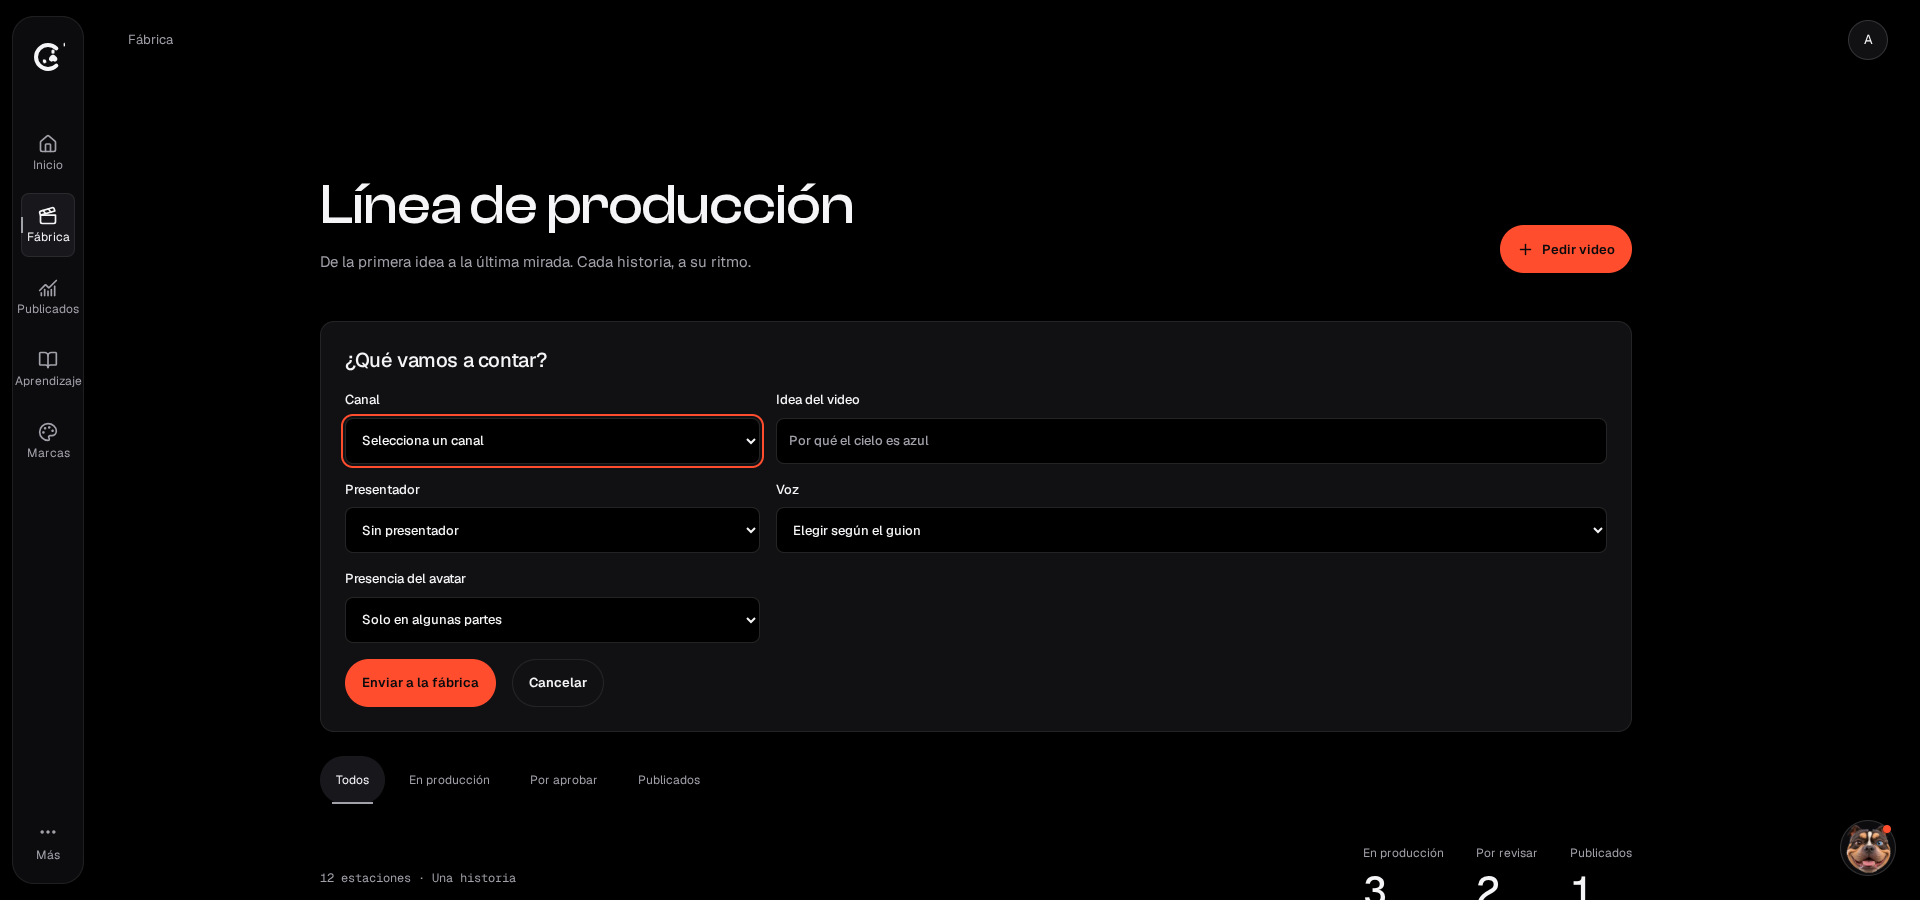 Fábrica
A
Inicio
Fábrica
Publicados
Aprendizaje
Marcas
Más
Línea de producción
De la primera idea a la última mirada. Cada historia, a su ritmo.
Pedir video
¿Qué vamos a contar?
Canal
Selecciona un canal
Idea del video
Por qué el cielo es azul
Presentador
Sin presentador
Voz
Elegir según el guion
Presencia del avatar
Solo en algunas partes
Enviar a la fábrica
Cancelar
Todos
En producción
Por aprobar
Publicados
12 estaciones · Una historia
En producción
3
Por revisar
2
Publicados
1